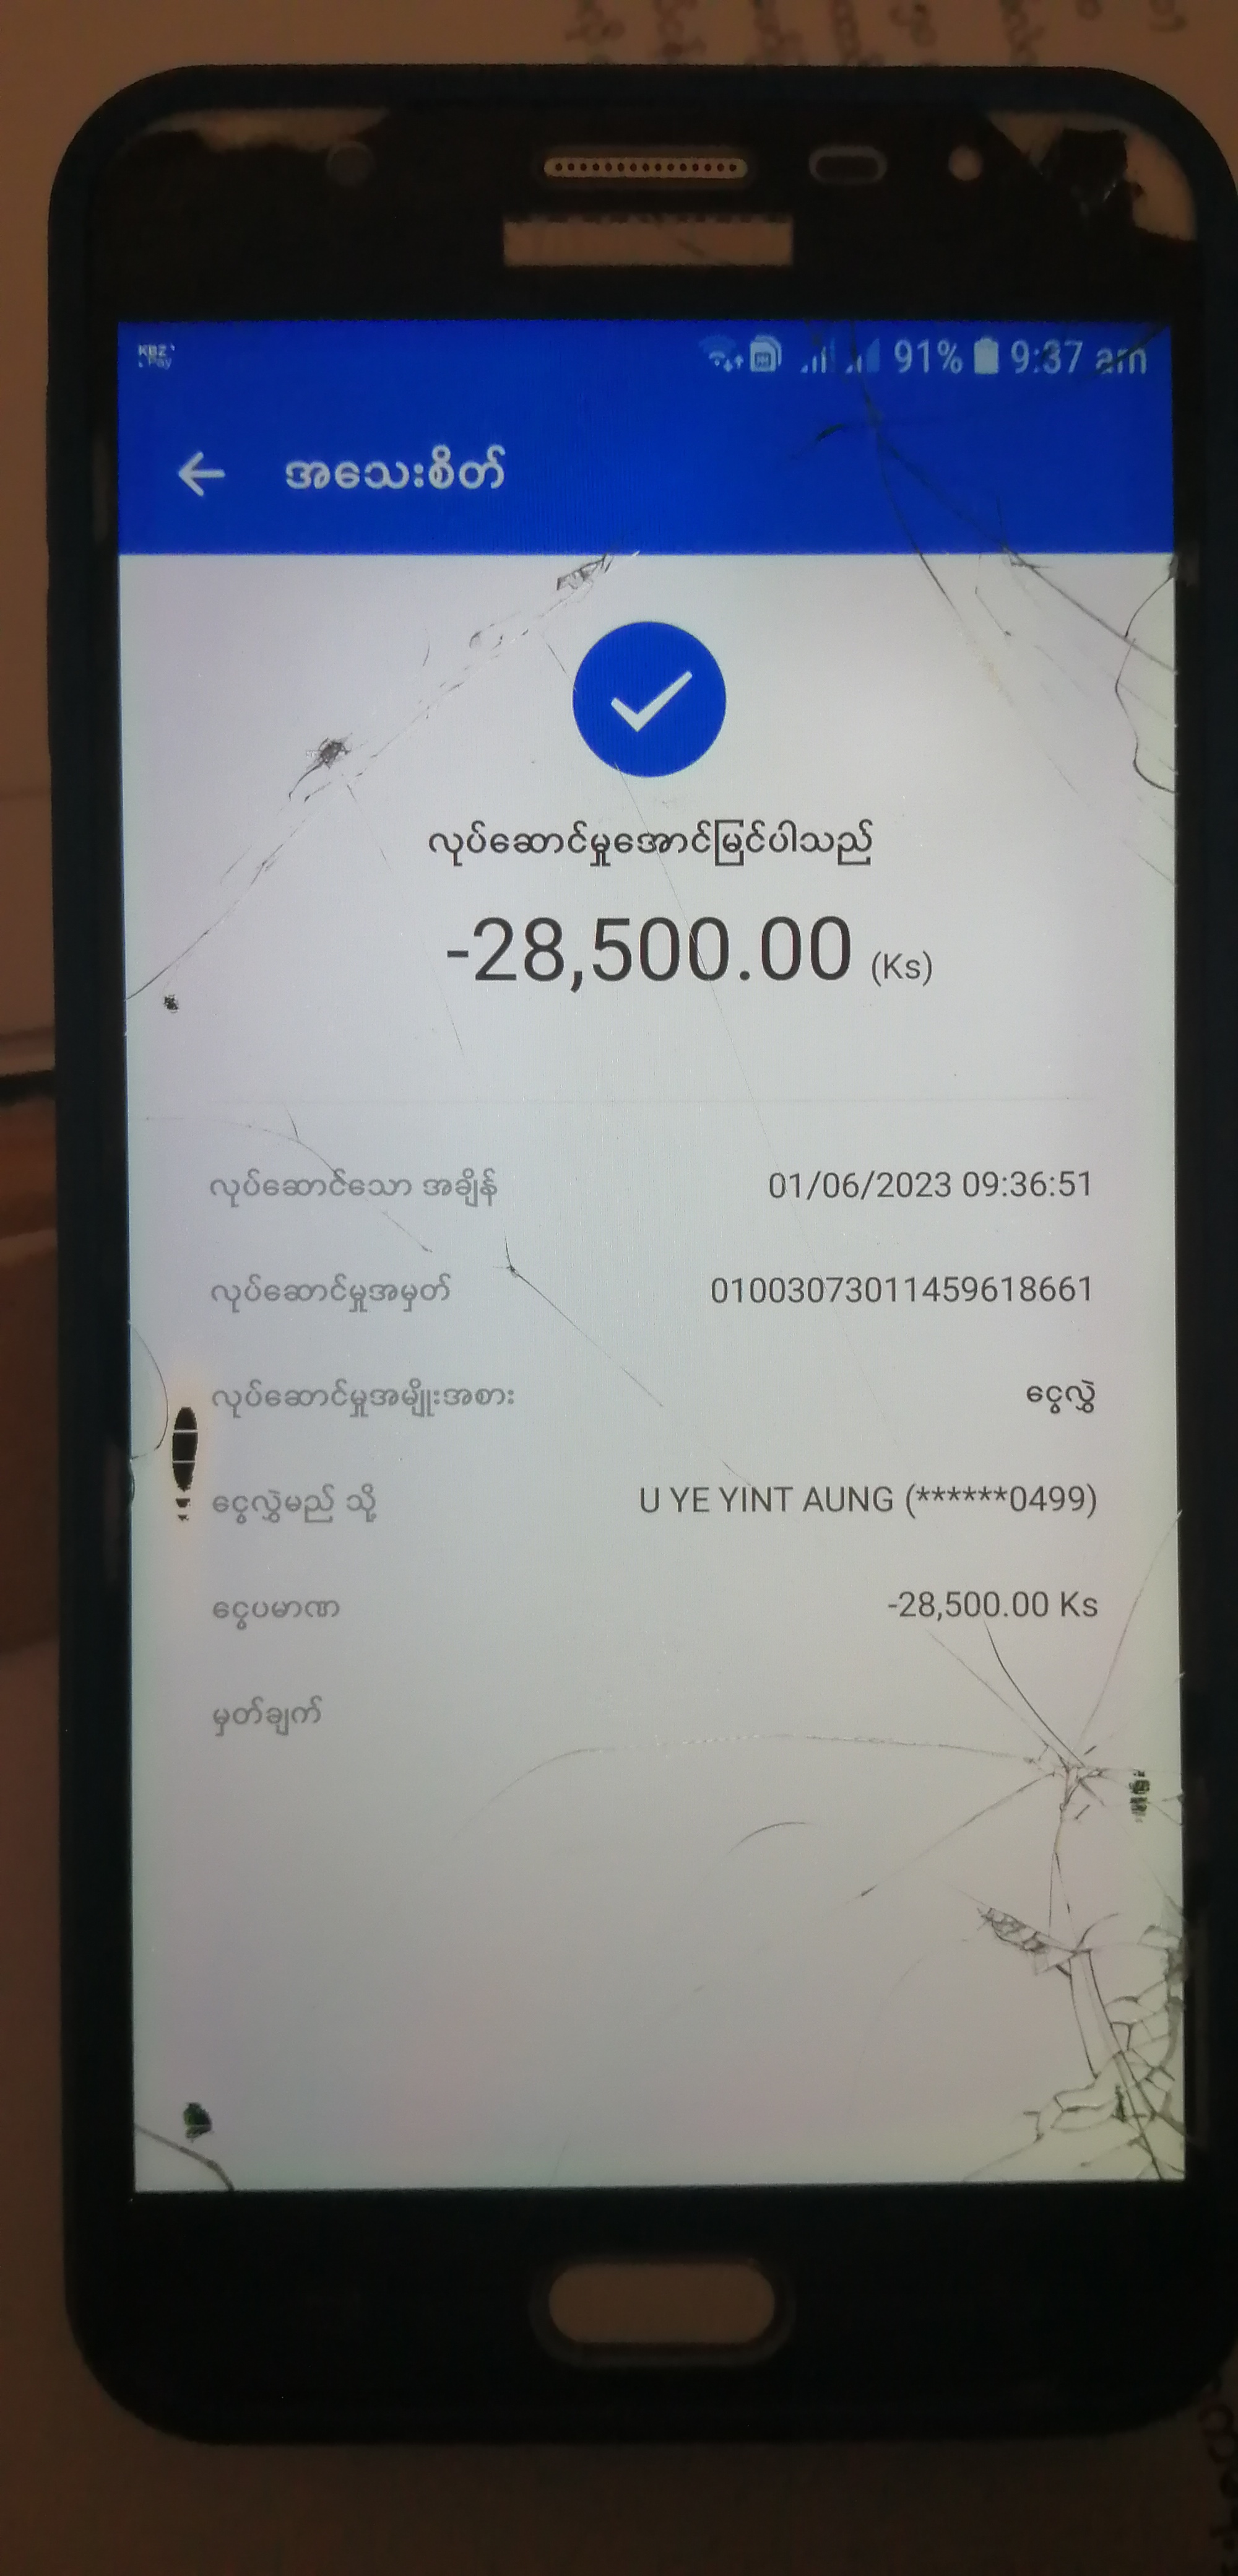 KBZ Pay 91% 9:37 am
အသေးစိတ်
လုပ်ဆောင်မှုအောင်မြင်ပါသည်
-28,500.00 (Ks)
လုပ်ဆောင်သော အချိန် 01/06/2023 09:36:51
လုပ်ဆောင်မှုအမှတ် 01003073011459618661
လုပ်ဆောင်မှုအမျိုးအစား ငွေလွှဲ
ငွေလွှဲမည် သို့ U YE YINT AUNG (******0499)
ငွေပမာဏ -28,500.00 Ks
မှတ်ချက်